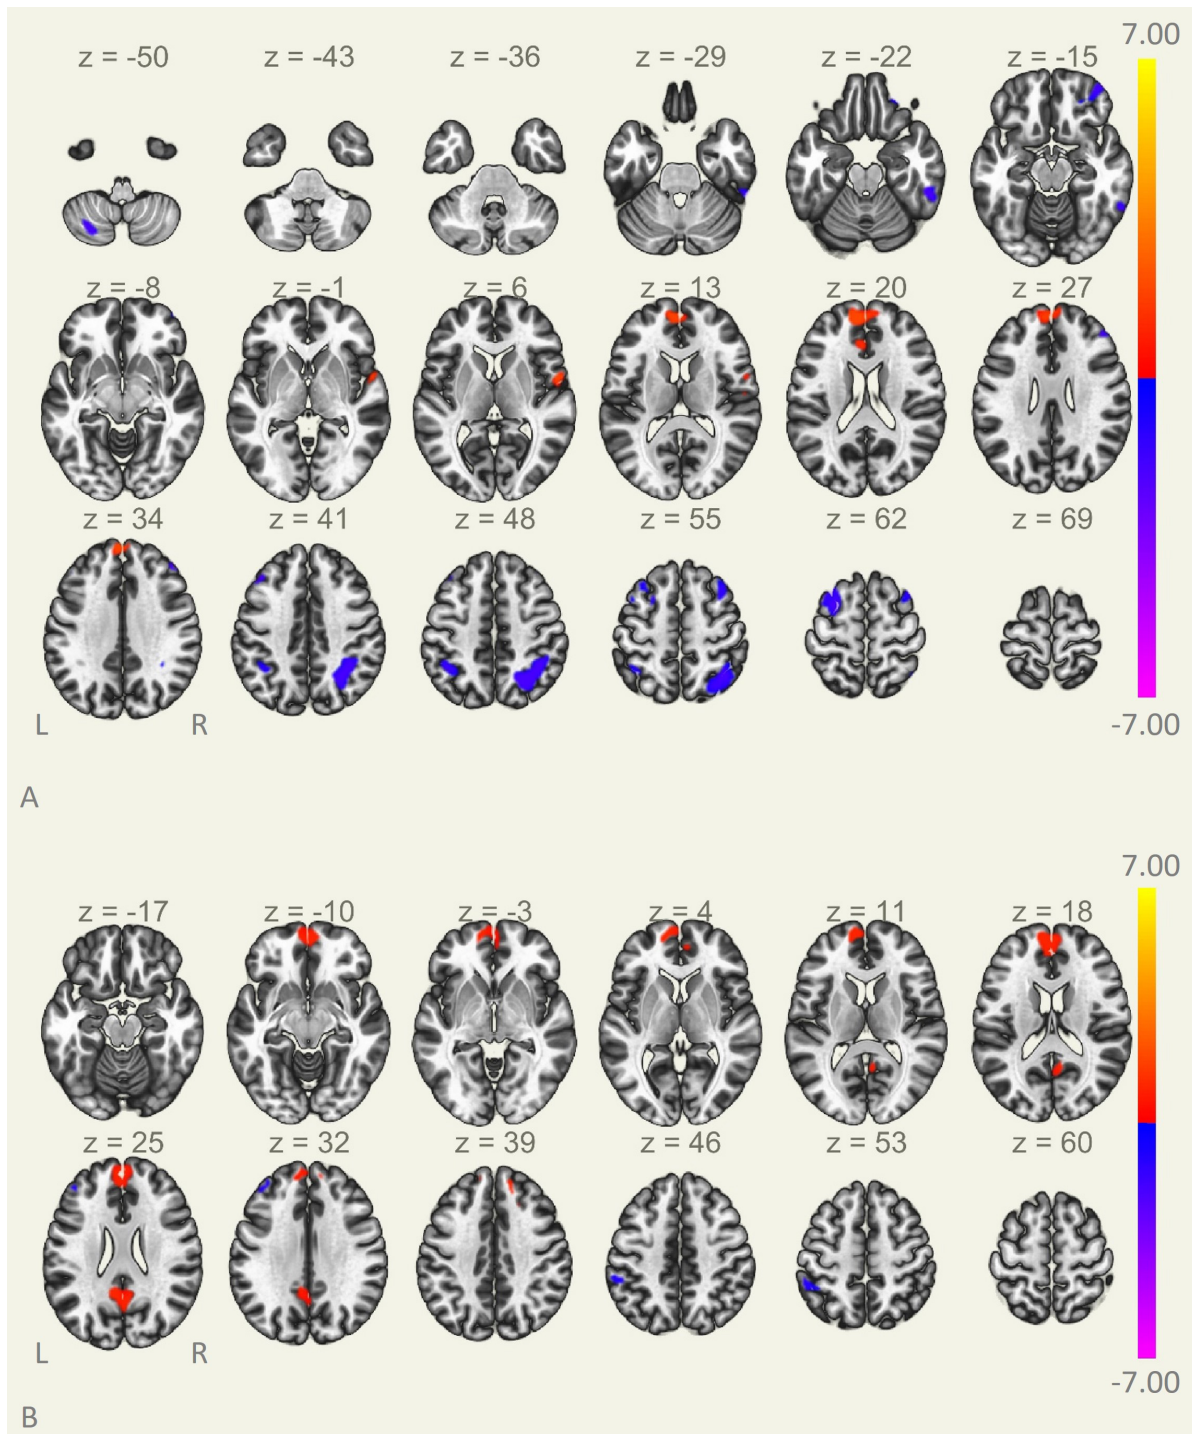 7.00
z = -50 z = -43 z = -36 z = -29 z = -22 z = -15
z = -8 z = -1 z = 6 z = 13 z = 20 z = 27
z = 34 z = 41 z = 48 z = 55 z = 62 z = 69
L R -7.00
A
7.00
z = -17 z = -10 z = -3 z = 4 z = 11 z = 18
z = 25 z = 32 z = 39 z = 46 z = 53 z = 60
L R
-7.00
B